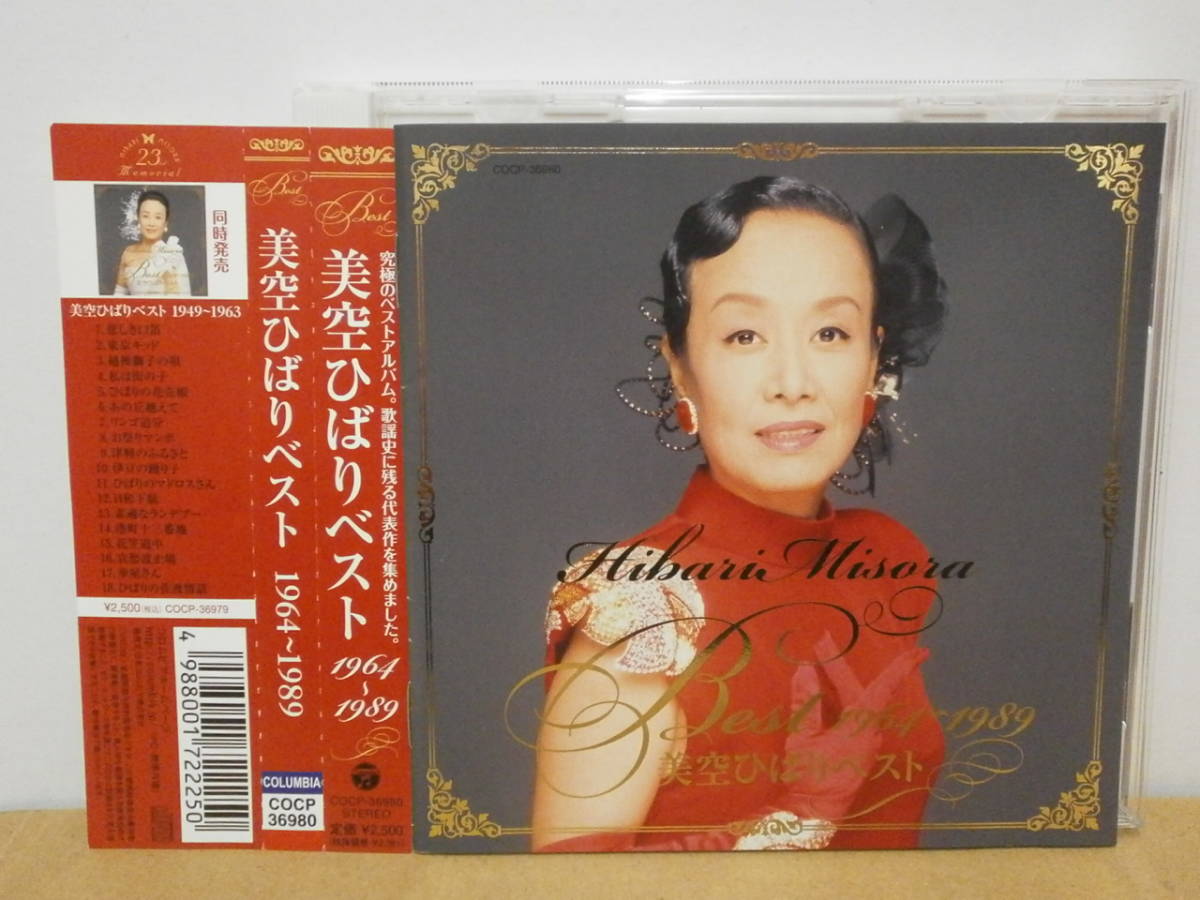 HIBARI MISORA
23
Memorial
同時発売
美空ひばりベスト 1949~1963
1.悲しき口笛
2.東京キッド
3.越後獅子の唄
4.私は街の子
5.ひばりの花売娘
6.あの丘越えて
7.リンゴ追分
8.お祭りマンボ
9.津軽のふるさと
10.伊豆の踊り子
11.ひばりのマドロスさん
12.日和下駄
13.素敵なランデブー
14.港町十三番地
15.花笠道中
16.哀愁波止場
17.車屋さん
18.ひばりの佐渡情話
¥2,500(税込) COCP-36979
4 988001 722250
Best
美空ひばりベスト 1964~1989
COLUMBIA
COCP
36980
Best
究極のベストアルバム。歌謡史に残る代表作を集めました。
美空ひばりベスト
1964
~
1989
COCP-36980
STEREO
定価 ¥2,500
COCP-36980
Hibari Misora
Best 1964~1989
美空ひばりベスト